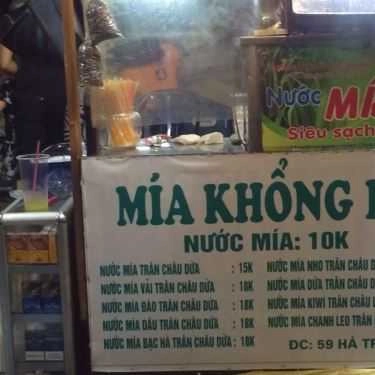 Nước MÍ
Siêu sạch
MÍA KHỔNG
NƯỚC MÍA: 10K
NƯỚC MÍA TRÂN CHÂU DỪA : 15K
NƯỚC MÍA VẢI TRÂN CHÂU DỪA : 18K
NƯỚC MÍA ĐÀO TRÂN CHÂU DỪA : 18K
NƯỚC MÍA DÂU TRÂN CHÂU DỪA : 18K
NƯỚC MÍA BẠC HÀ TRÂN CHÂU DỪA : 18K
NƯỚC MÍA NHO TRÂN CHÂU D
NƯỚC MÍA DỨA TRÂN CHÂU D
NƯỚC MÍA KIWI TRÂN CHÂU
NƯỚC MÍA CHANH LEO TRÂN
ĐC: 59 HÀ TR